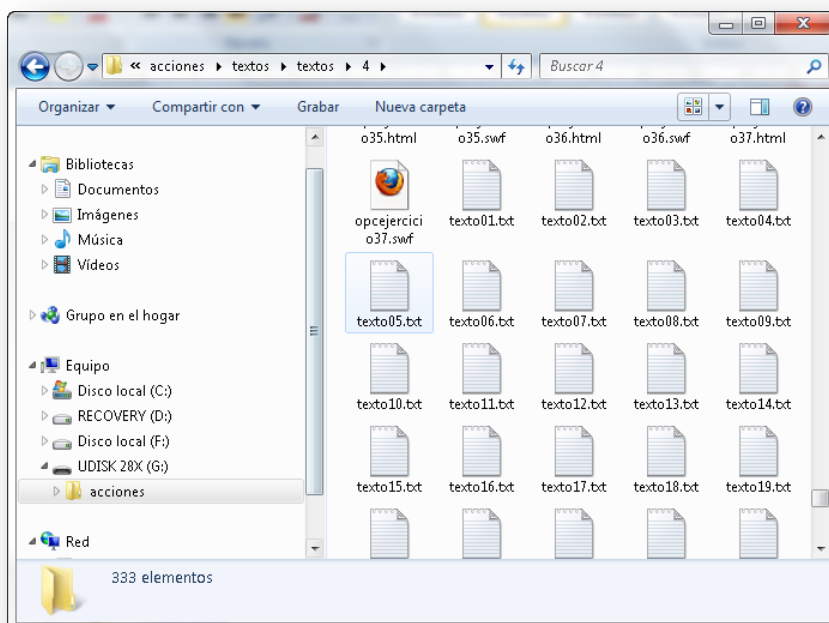 « acciones ▸ textos ▸ textos ▸ 4 ▸
Buscar 4
Organizar Compartir con Grabar Nueva carpeta
Bibliotecas
Documentos
Imágenes
Música
Vídeos
Grupo en el hogar
Equipo
Disco local (C:)
RECOVERY (D:)
Disco local (F:)
UDISK 28X (G:)
acciones
Red
o35.html o35.swf o36.html o36.swf o37.html
opcejercici
o37.swf
texto01.txt texto02.txt texto03.txt texto04.txt
texto05.txt texto06.txt texto07.txt texto08.txt texto09.txt
texto10.txt texto11.txt texto12.txt texto13.txt texto14.txt
texto15.txt texto16.txt texto17.txt texto18.txt texto19.txt
333 elementos